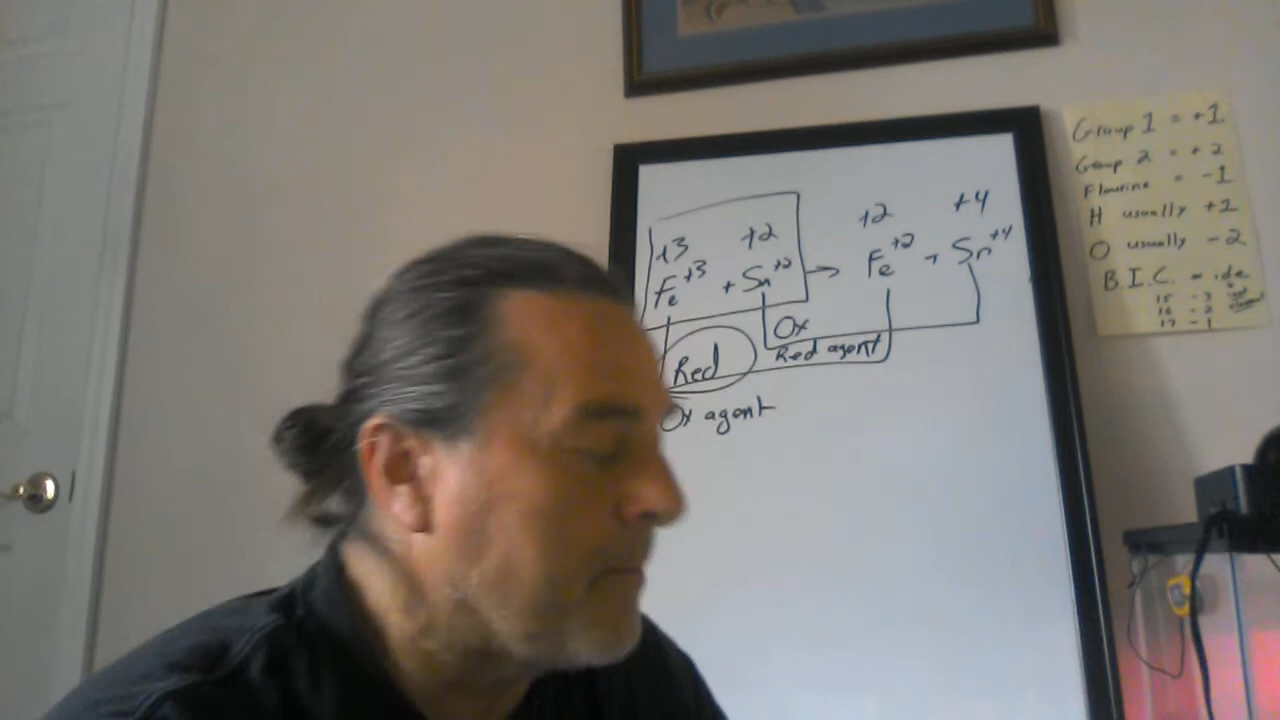 +3 +2 +2 +4
Fe+3 + Sn+2 → Fe+2 + Sn+4
Ox
Red Red agent
Ox agent
Group 1 = +1
Group 2 = +2
Flourine = -1
H usually +1
O usually -2
B.I.C. = ide
15 -3
16 -2
17 -1